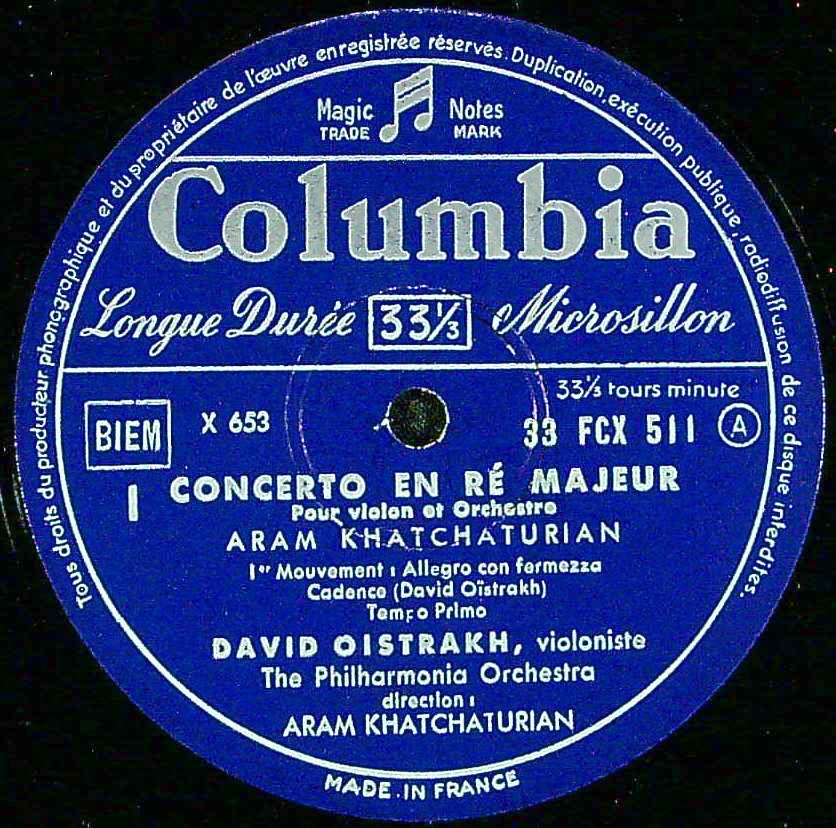 Tous droits du producteur phonographique et du propriétaire de l'œuvre enregistrée réservés. Duplication, exécution publique, radiodiffusion de ce disque interdites.
Magic Notes
TRADE MARK
Columbia
Longue Durée 33⅓ Microsillon
33⅓ tours minute
BIEM X 653 33 FCX 511 A
I CONCERTO EN RÉ MAJEUR
Pour violon et Orchestre
ARAM KHATCHATURIAN
1er Mouvement : Allegro con fermezza
Cadence (David Oïstrakh)
Tempo Primo
DAVID OISTRAKH, violoniste
The Philharmonia Orchestra
direction :
ARAM KHATCHATURIAN
MADE IN FRANCE